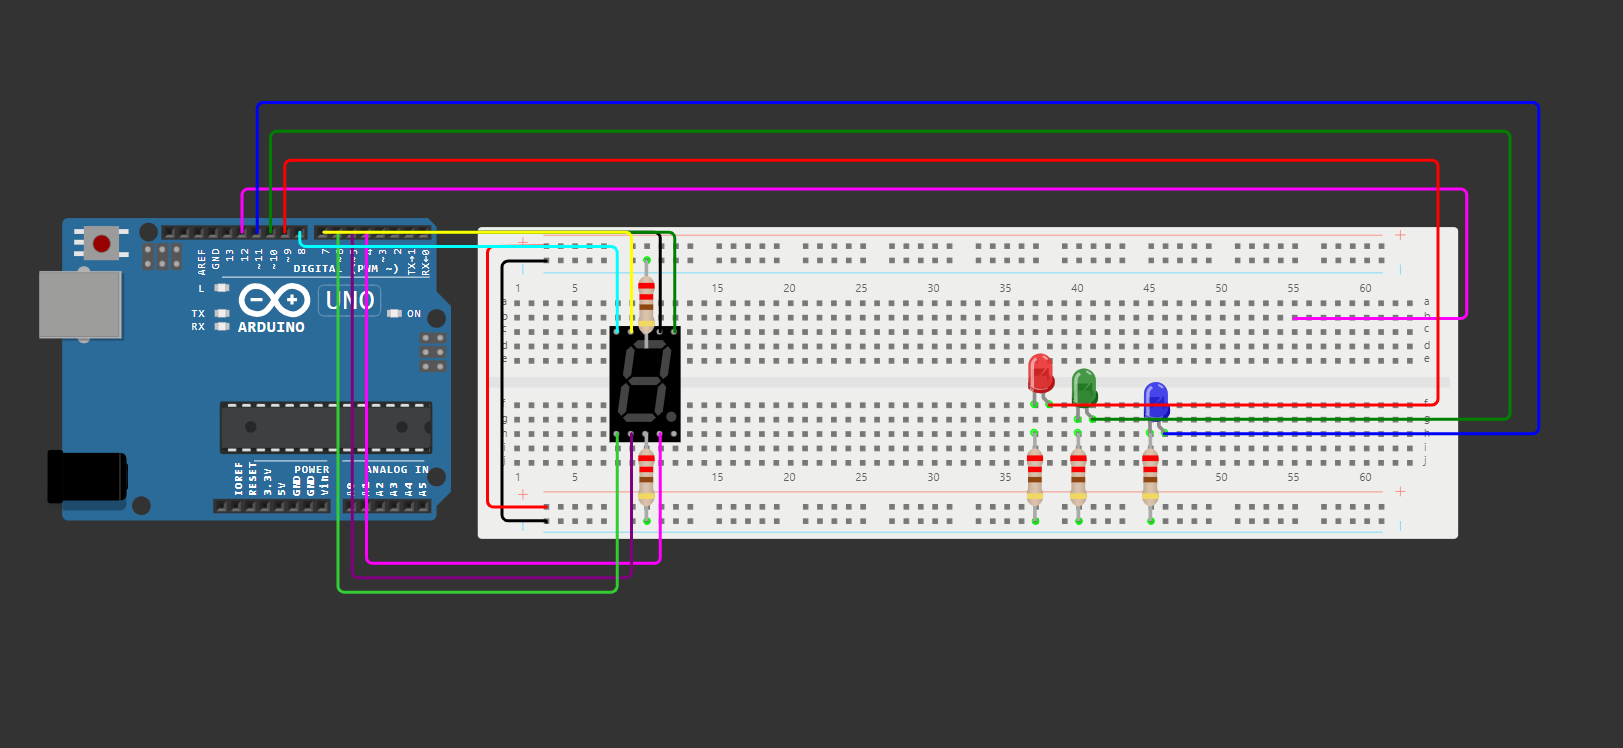 AREF
GND
13
12
~11
~10
~9
8
7
~6
4
~3
2
TX→1
RX←0
DIGITAL (PWM ~)
L
TX
RX
UNO
ON
ARDUINO
IOREF
RESET
3.3V
5V
GND
GND
Vin
POWER
ANALOG IN
A0
A1
A2
A3
A4
A5
+ +
1 5 15 20 25 30 35 40 45 50 55 60
a a
b b
c c
d d
e e
f f
g g
h h
j
1 5 15 20 25 30 35 40 45 50 55 60
+ +